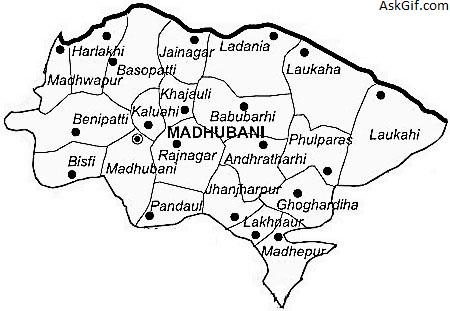 AskGif.com
Harlakhi
Jainagar
Ladania
Madhwapur
Basopatti
Laukaha
Khajauli
Kaluahi
Babubarhi
Benipatti
MADHUBANI
Laukahi
Phulparas
Bisfi
Madhubani
Rajnagar
Andhratharhi
Jhanjharpur
Pandaul
Ghoghardiha
Lakhnaur
Madhepur